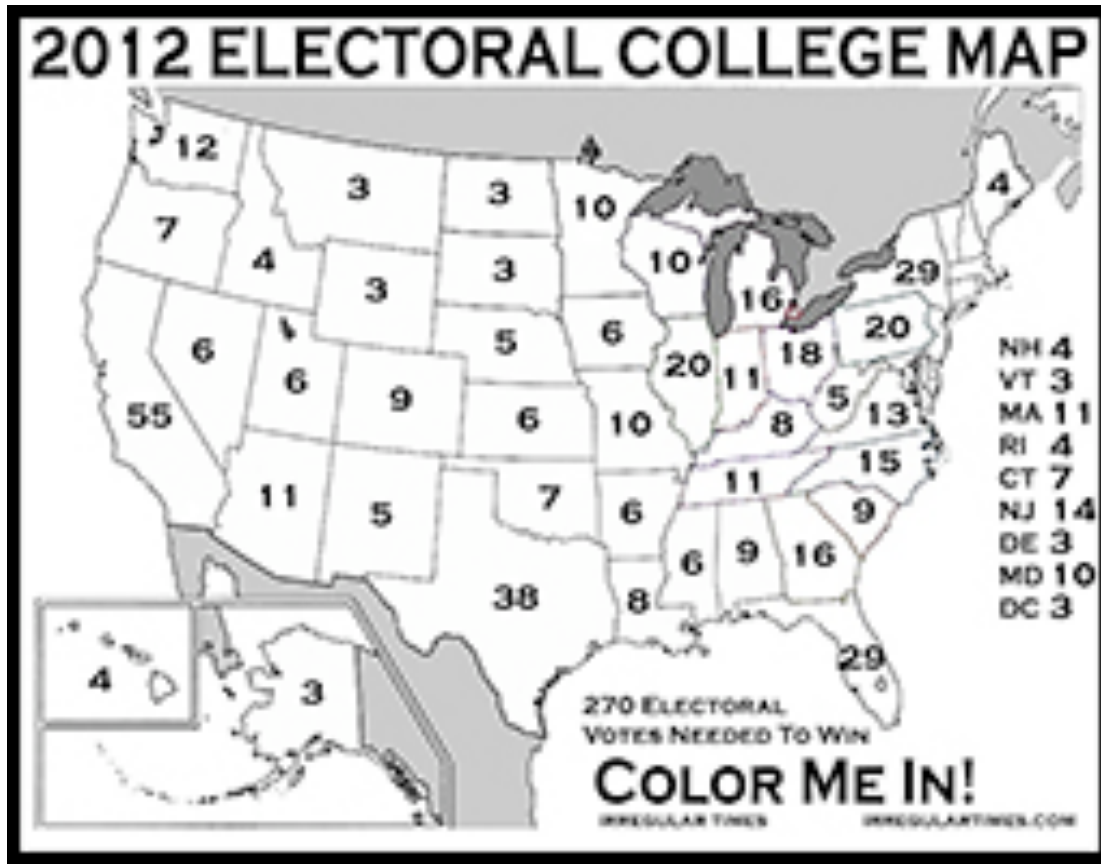 2012 ELECTORAL COLLEGE MAP
12
3
3
10
4
7
4
3
3
10
29
3
16
20
6
6
5
6
20
11
18
NH 4
VT 3
55
6
9
6
10
8
5
13
MA 11
RI 4
11
15
CT 7
11
5
7
6
9
NJ 14
6
9
16
DE 3
MD 10
38
8
DC 3
4
3
29
270 ELECTORAL
VOTES NEEDED TO WIN
COLOR ME IN!
IRREGULAR TIMES
IRREGULARTIMES.COM